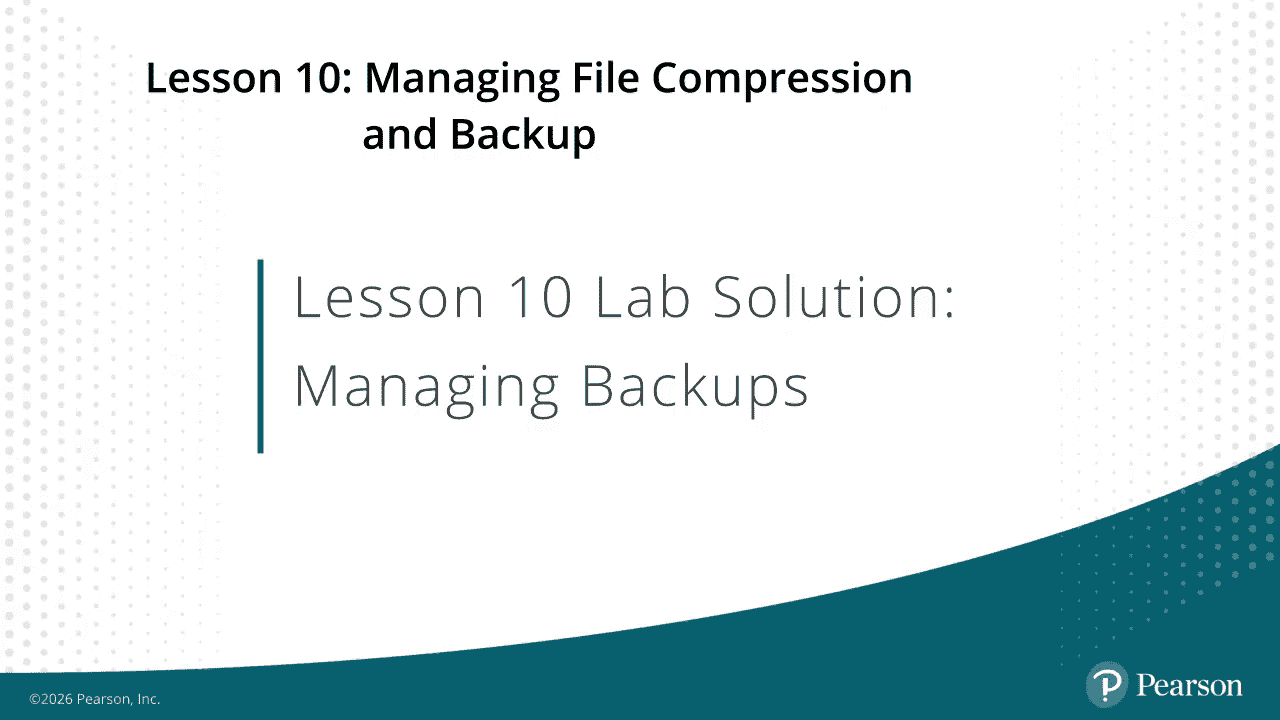 Lesson 10: Managing File Compression
and Backup
Lesson 10 Lab Solution:
Managing Backups
©2026 Pearson, Inc.
Pearson